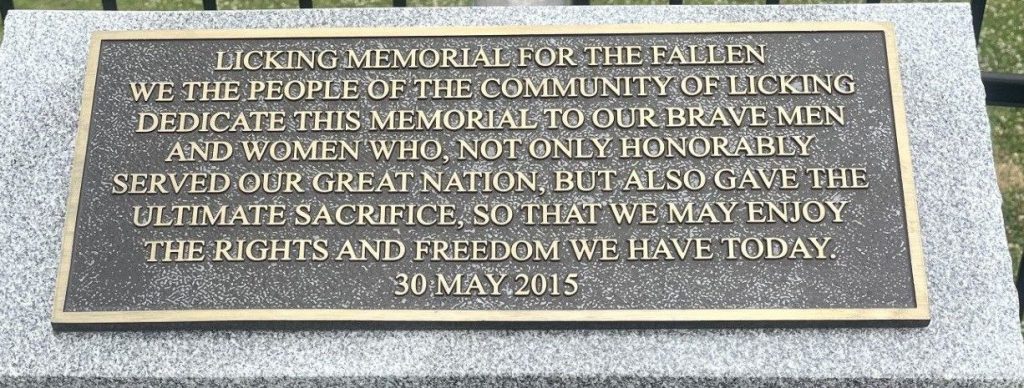 LICKING MEMORIAL FOR THE FALLEN
WE THE PEOPLE OF THE COMMUNITY OF LICKING
DEDICATE THIS MEMORIAL TO OUR BRAVE MEN
AND WOMEN WHO, NOT ONLY HONORABLY
SERVED OUR GREAT NATION, BUT ALSO GAVE THE
ULTIMATE SACRIFICE, SO THAT WE MAY ENJOY
THE RIGHTS AND FREEDOM WE HAVE TODAY.
30 MAY 2015